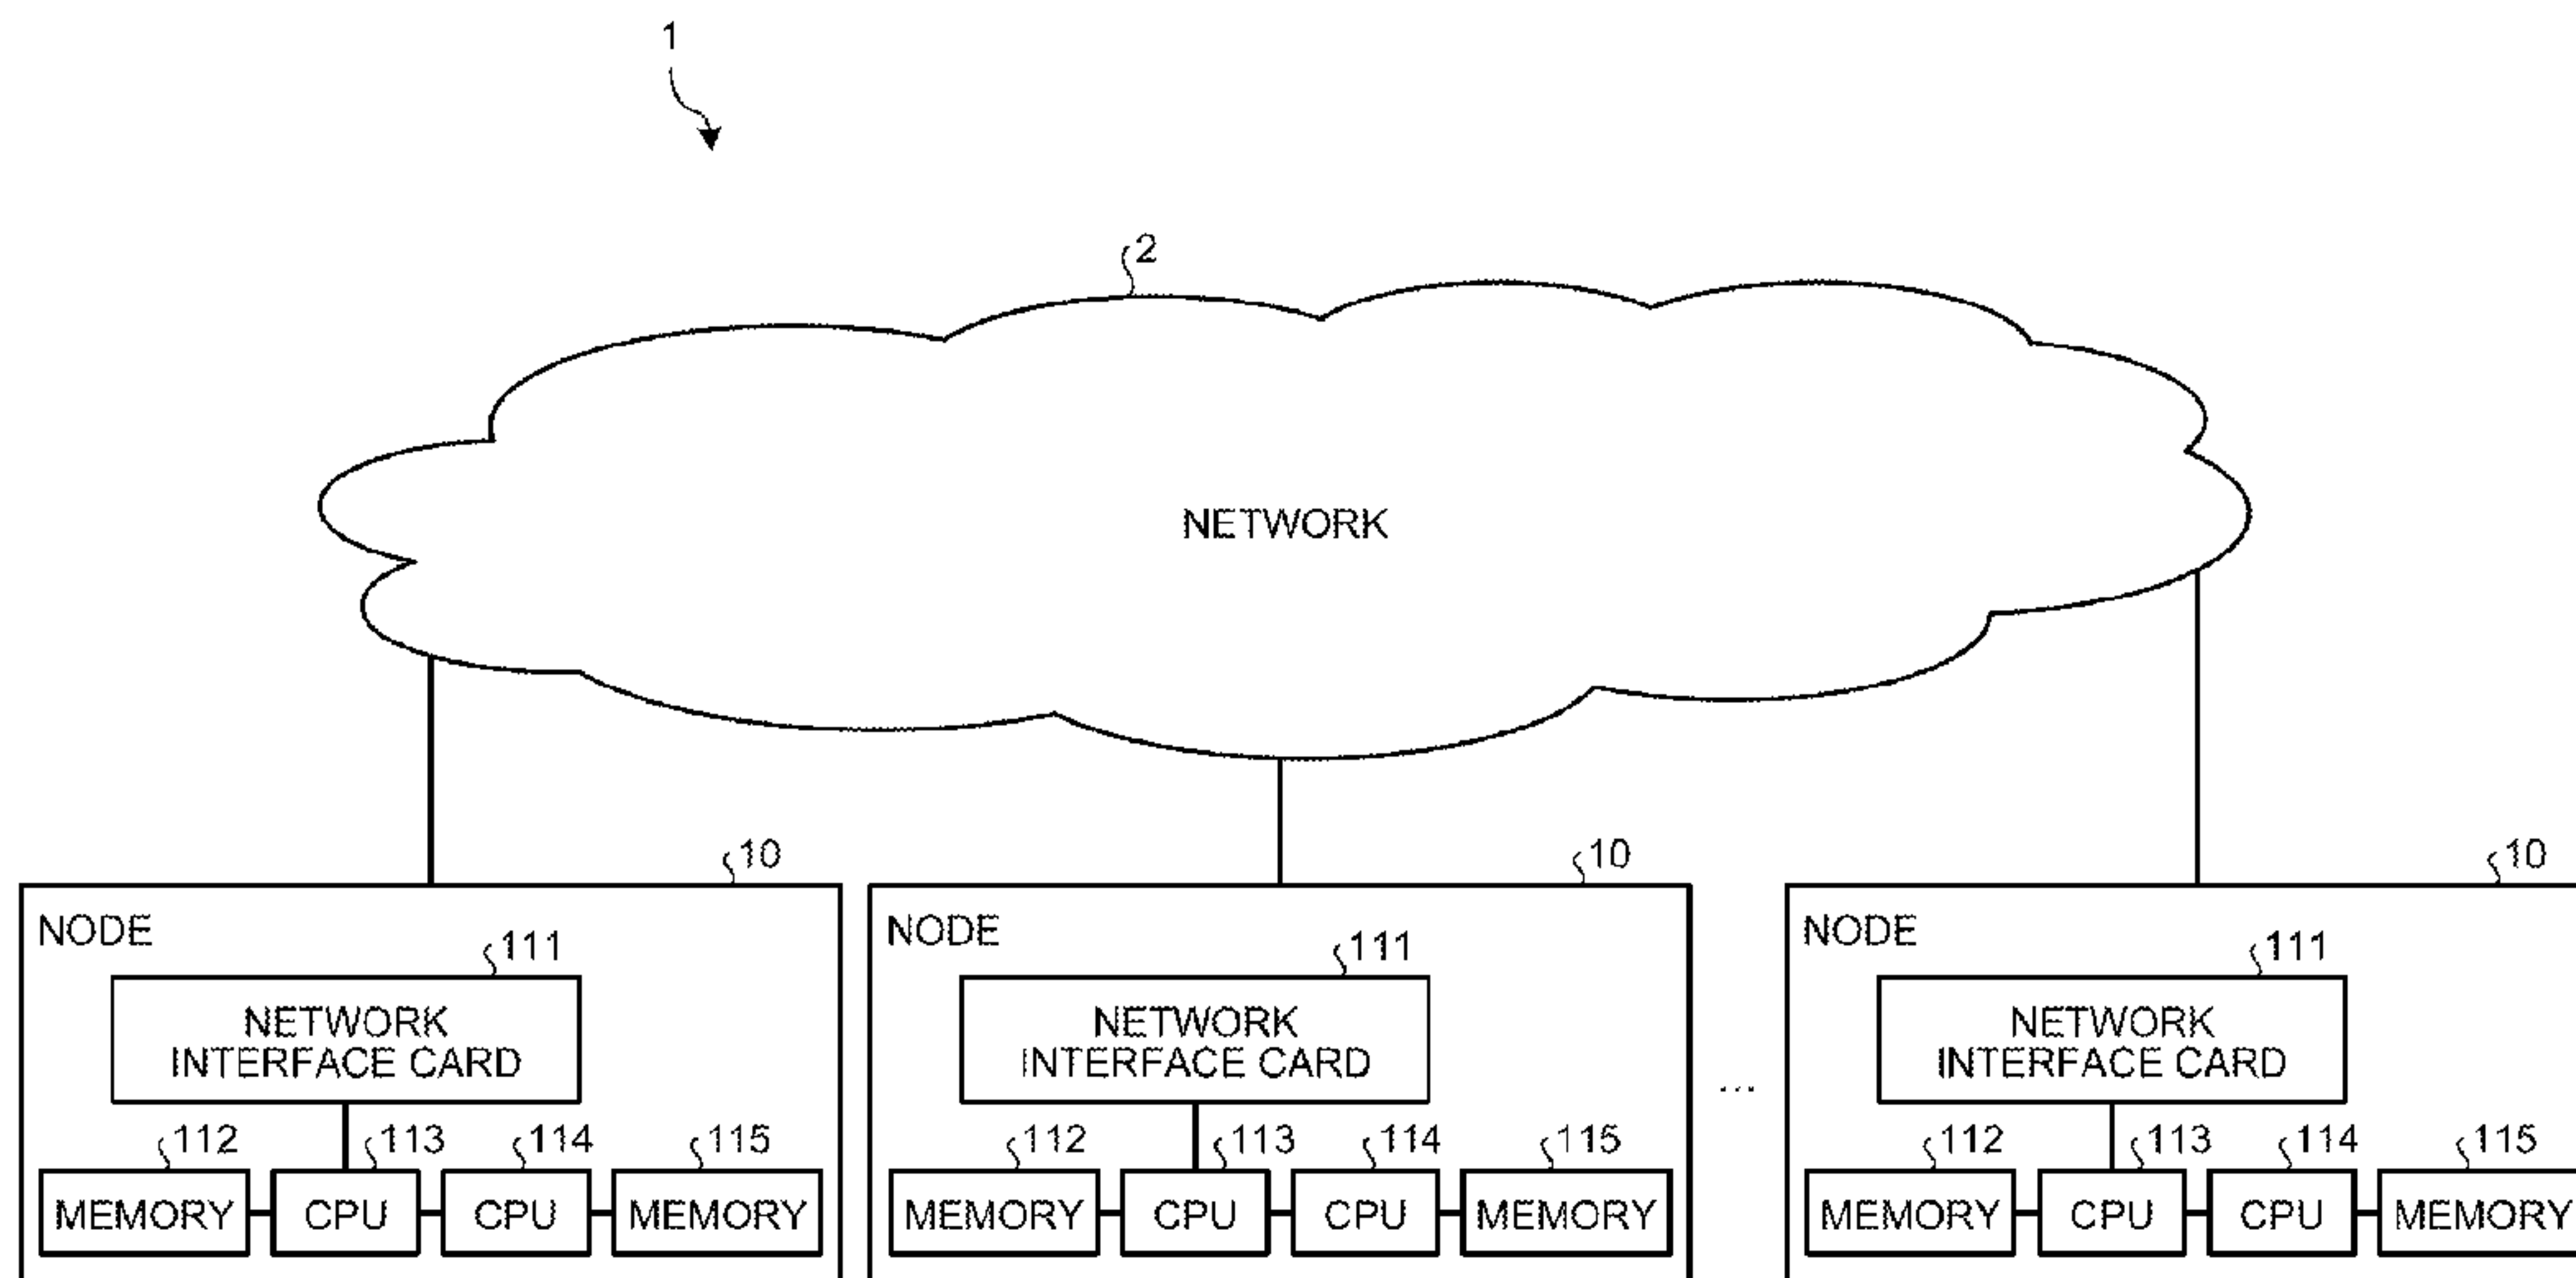 1
2
NETWORK
10 10 10
NODE NODE NODE
111 111 111
NETWORK INTERFACE CARD
NETWORK INTERFACE CARD
...
NETWORK INTERFACE CARD
112 113 114 115 112 113 114 115 112 113 114 115
MEMORY CPU CPU MEMORY MEMORY CPU CPU MEMORY MEMORY CPU CPU MEMORY